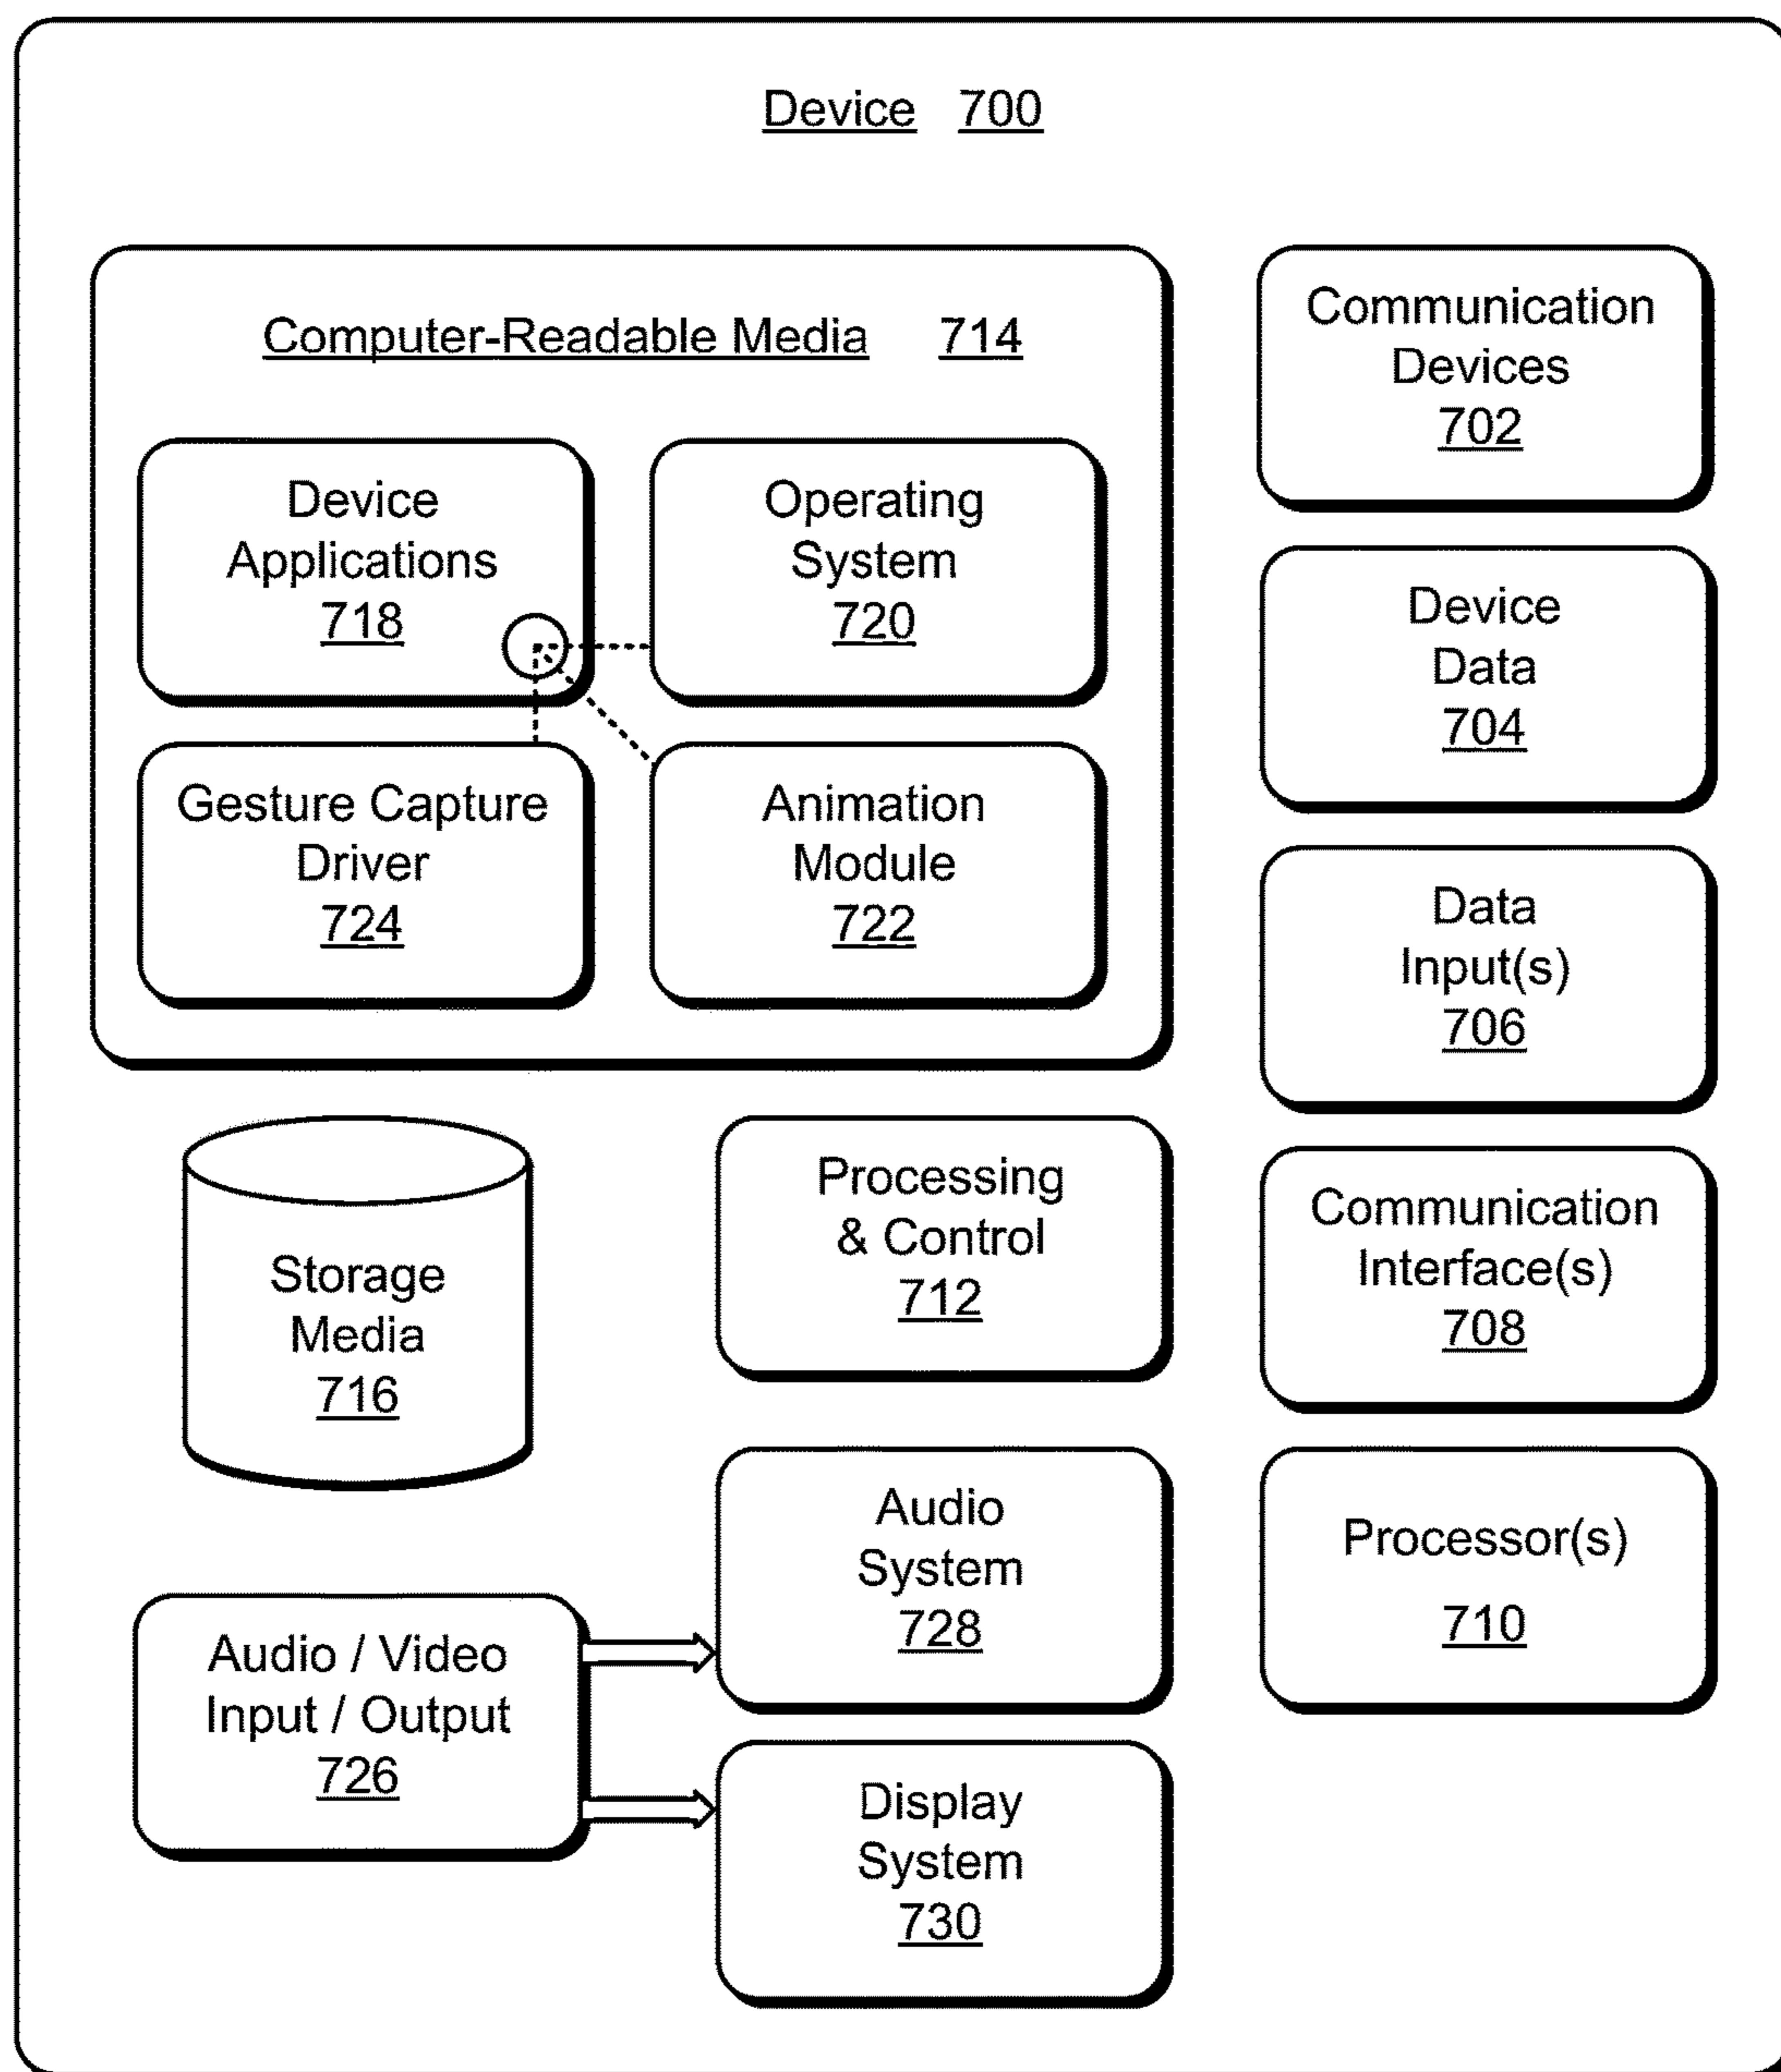 Device 700
Computer-Readable Media 714
Device
Applications
718
Operating
System
720
Gesture Capture
Driver
724
Animation
Module
722
Storage
Media
716
Processing
& Control
712
Audio / Video
Input / Output
726
Audio
System
728
Display
System
730
Communication
Devices
702
Device
Data
704
Data
Input(s)
706
Communication
Interface(s)
708
Processor(s)
710